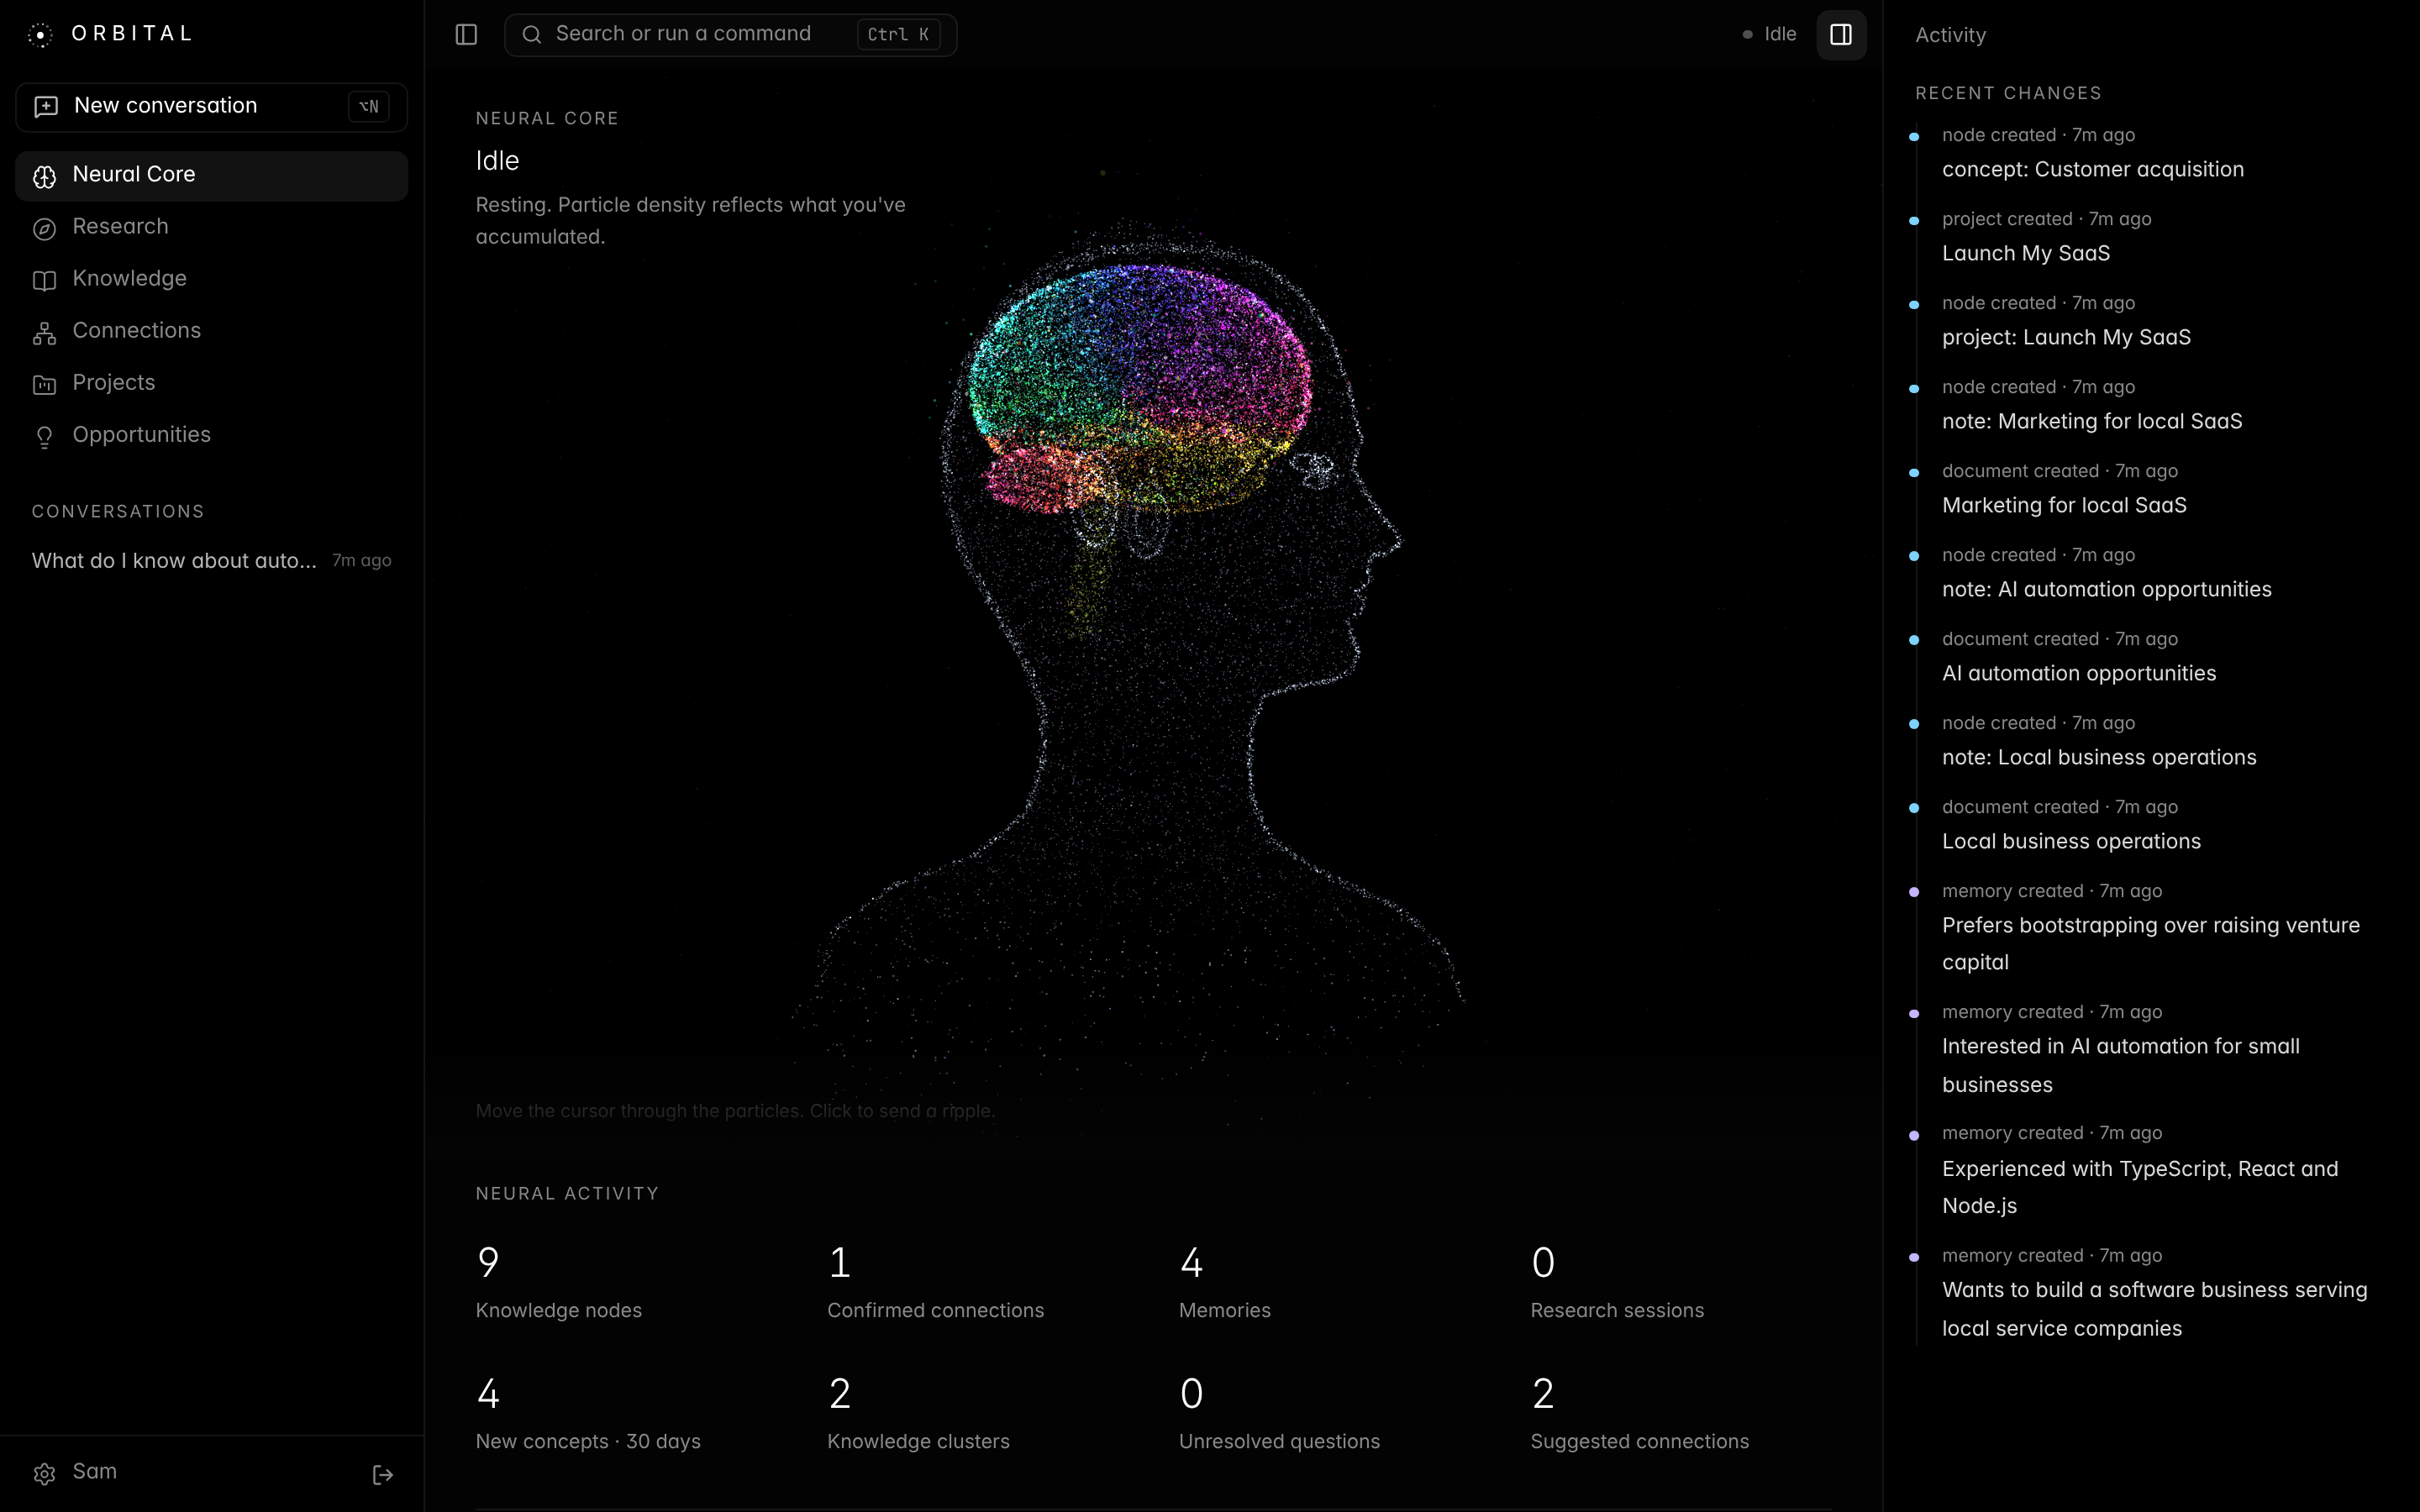 ORBITAL
New conversation
⌥N
Neural Core
Research
Knowledge
Connections
Projects
Opportunities
CONVERSATIONS
What do I know about auto... 7m ago
Sam
Search or run a command
Ctrl K
Idle
NEURAL CORE
Idle
Resting. Particle density reflects what you've
accumulated.
Move the cursor through the particles. Click to send a ripple.
NEURAL ACTIVITY
9
Knowledge nodes
1
Confirmed connections
4
Memories
0
Research sessions
4
New concepts · 30 days
2
Knowledge clusters
0
Unresolved questions
2
Suggested connections
Activity
RECENT CHANGES
node created · 7m ago
concept: Customer acquisition
project created · 7m ago
Launch My SaaS
node created · 7m ago
project: Launch My SaaS
node created · 7m ago
note: Marketing for local SaaS
document created · 7m ago
Marketing for local SaaS
node created · 7m ago
note: AI automation opportunities
document created · 7m ago
AI automation opportunities
node created · 7m ago
note: Local business operations
document created · 7m ago
Local business operations
memory created · 7m ago
Prefers bootstrapping over raising venture
capital
memory created · 7m ago
Interested in AI automation for small
businesses
memory created · 7m ago
Experienced with TypeScript, React and
Node.js
memory created · 7m ago
Wants to build a software business serving
local service companies